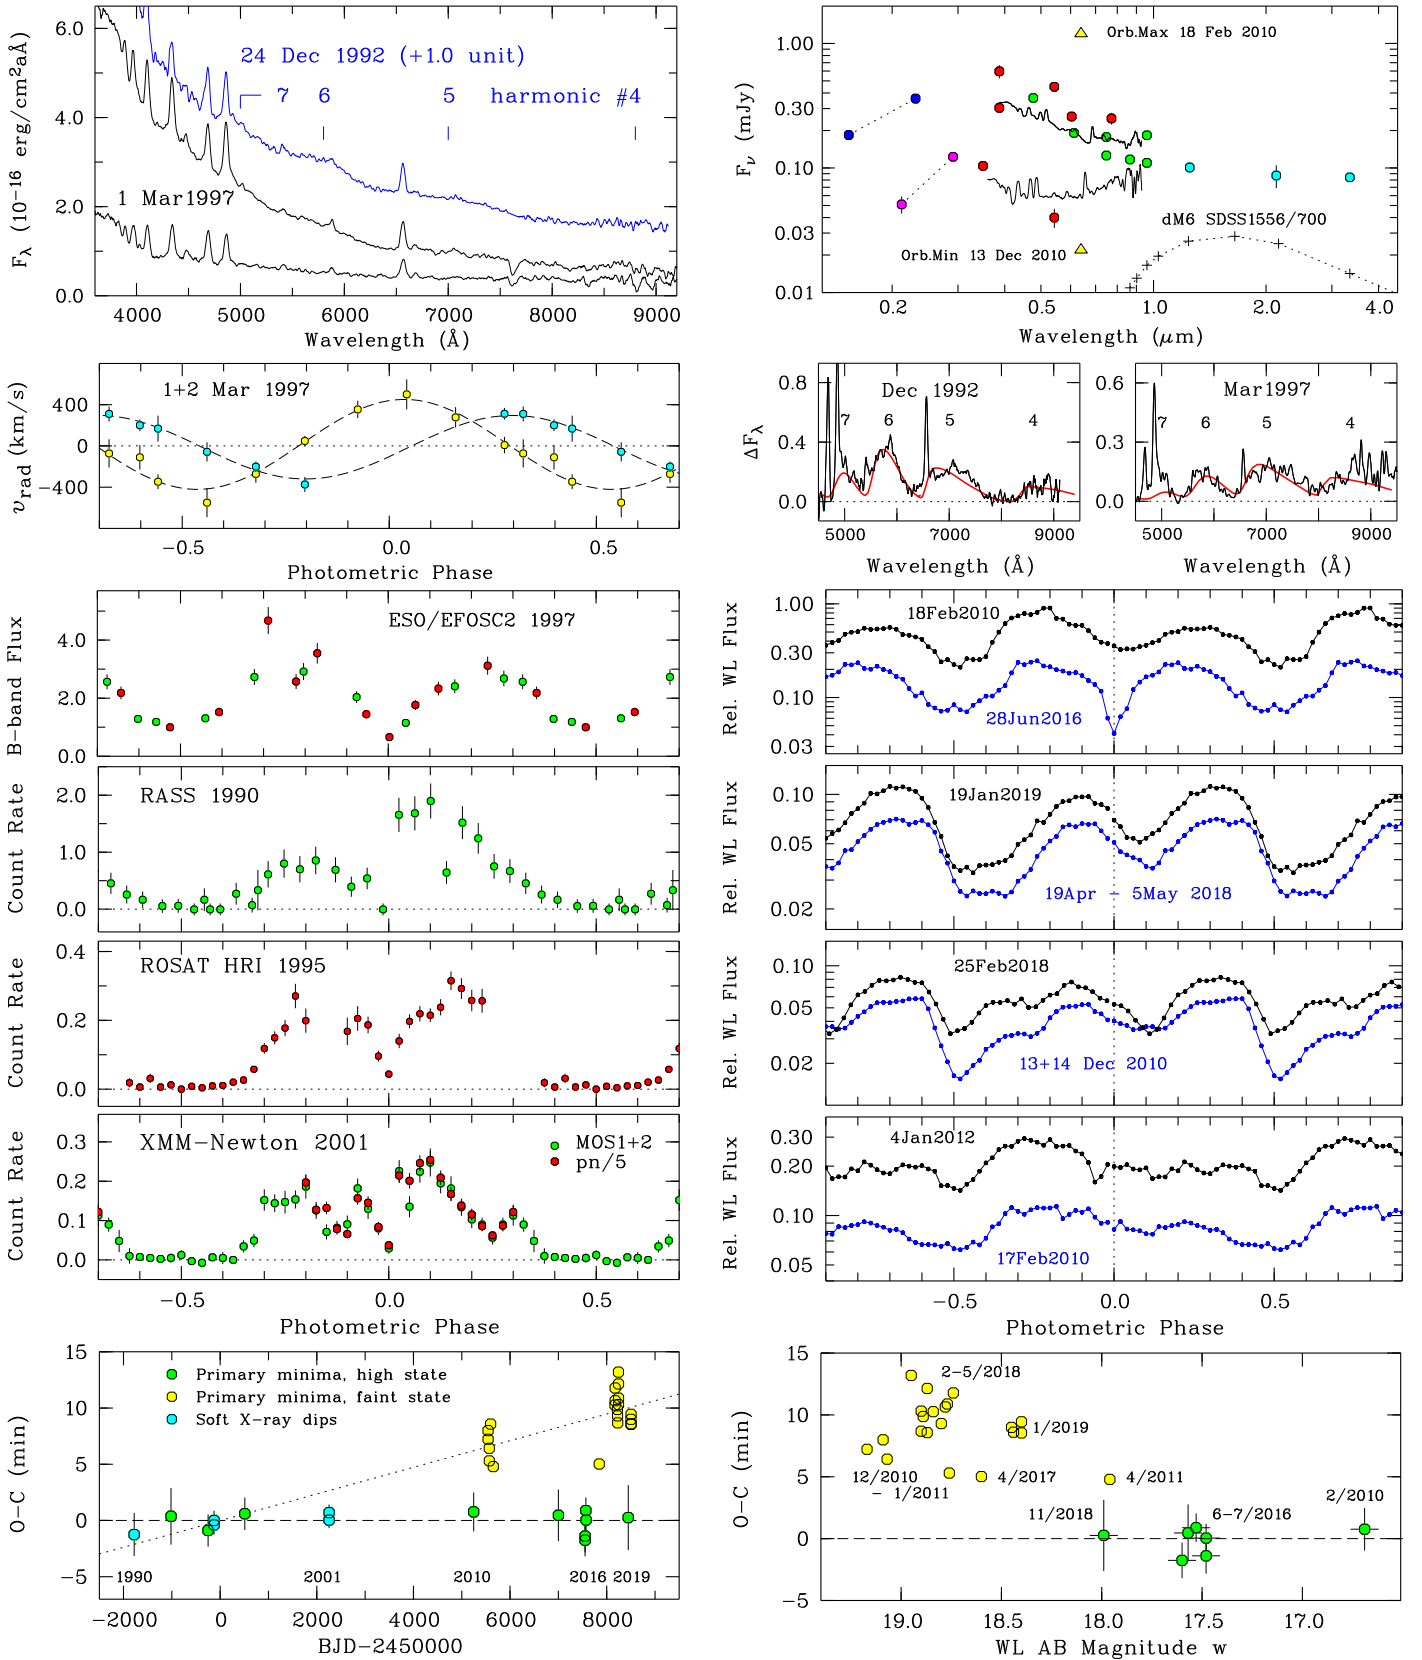 6.0
4.0
2.0
0.0
F_λ (10^−16 erg/cm²aÅ)
24 Dec 1992 (+1.0 unit)
7 6 5 harmonic #4
1 Mar1997
4000 5000 6000 7000 8000 9000
Wavelength (Å)
1.00
0.30
0.10
0.03
0.01
F_ν (mJy)
Orb.Max 18 Feb 2010
dM6 SDSS1556/700
Orb.Min 13 Dec 2010
0.2 0.5 1.0 2.0 4.0
Wavelength (μm)
400
0
−400
v_rad (km/s)
1+2 Mar 1997
−0.5 0.0 0.5
Photometric Phase
0.8
0.4
0.0
ΔF_λ
Dec 1992
7 6 5 4
5000 7000 9000
Wavelength (Å)
0.6
0.3
0.0
Mar1997
7 6 5 4
5000 7000 9000
Wavelength (Å)
4.0
2.0
0.0
B−band Flux
ESO/EFOSC2 1997
2.0
1.0
0.0
Count Rate
RASS 1990
0.4
0.2
0.0
Count Rate
ROSAT HRI 1995
0.3
0.2
0.1
0.0
Count Rate
XMM−Newton 2001
MOS1+2
pn/5
−0.5 0.0 0.5
Photometric Phase
1.00
0.30
0.10
0.03
Rel. WL Flux
18Feb2010
28Jun2016
0.10
0.05
0.02
Rel. WL Flux
19Jan2019
19Apr − 5May 2018
0.10
0.05
0.02
Rel. WL Flux
25Feb2018
13+14 Dec 2010
0.30
0.20
0.10
0.05
Rel. WL Flux
4Jan2012
17Feb2010
−0.5 0.0 0.5
Photometric Phase
15
10
5
0
−5
O−C (min)
Primary minima, high state
Primary minima, faint state
Soft X−ray dips
1990 2001 2010 2016 2019
−2000 0 2000 4000 6000 8000
BJD−2450000
15
10
5
0
−5
O−C (min)
2−5/2018
1/2019
12/2010
− 1/2011
4/2017
4/2011
11/2018
6−7/2016
2/2010
19.0 18.5 18.0 17.5 17.0
WL AB Magnitude w